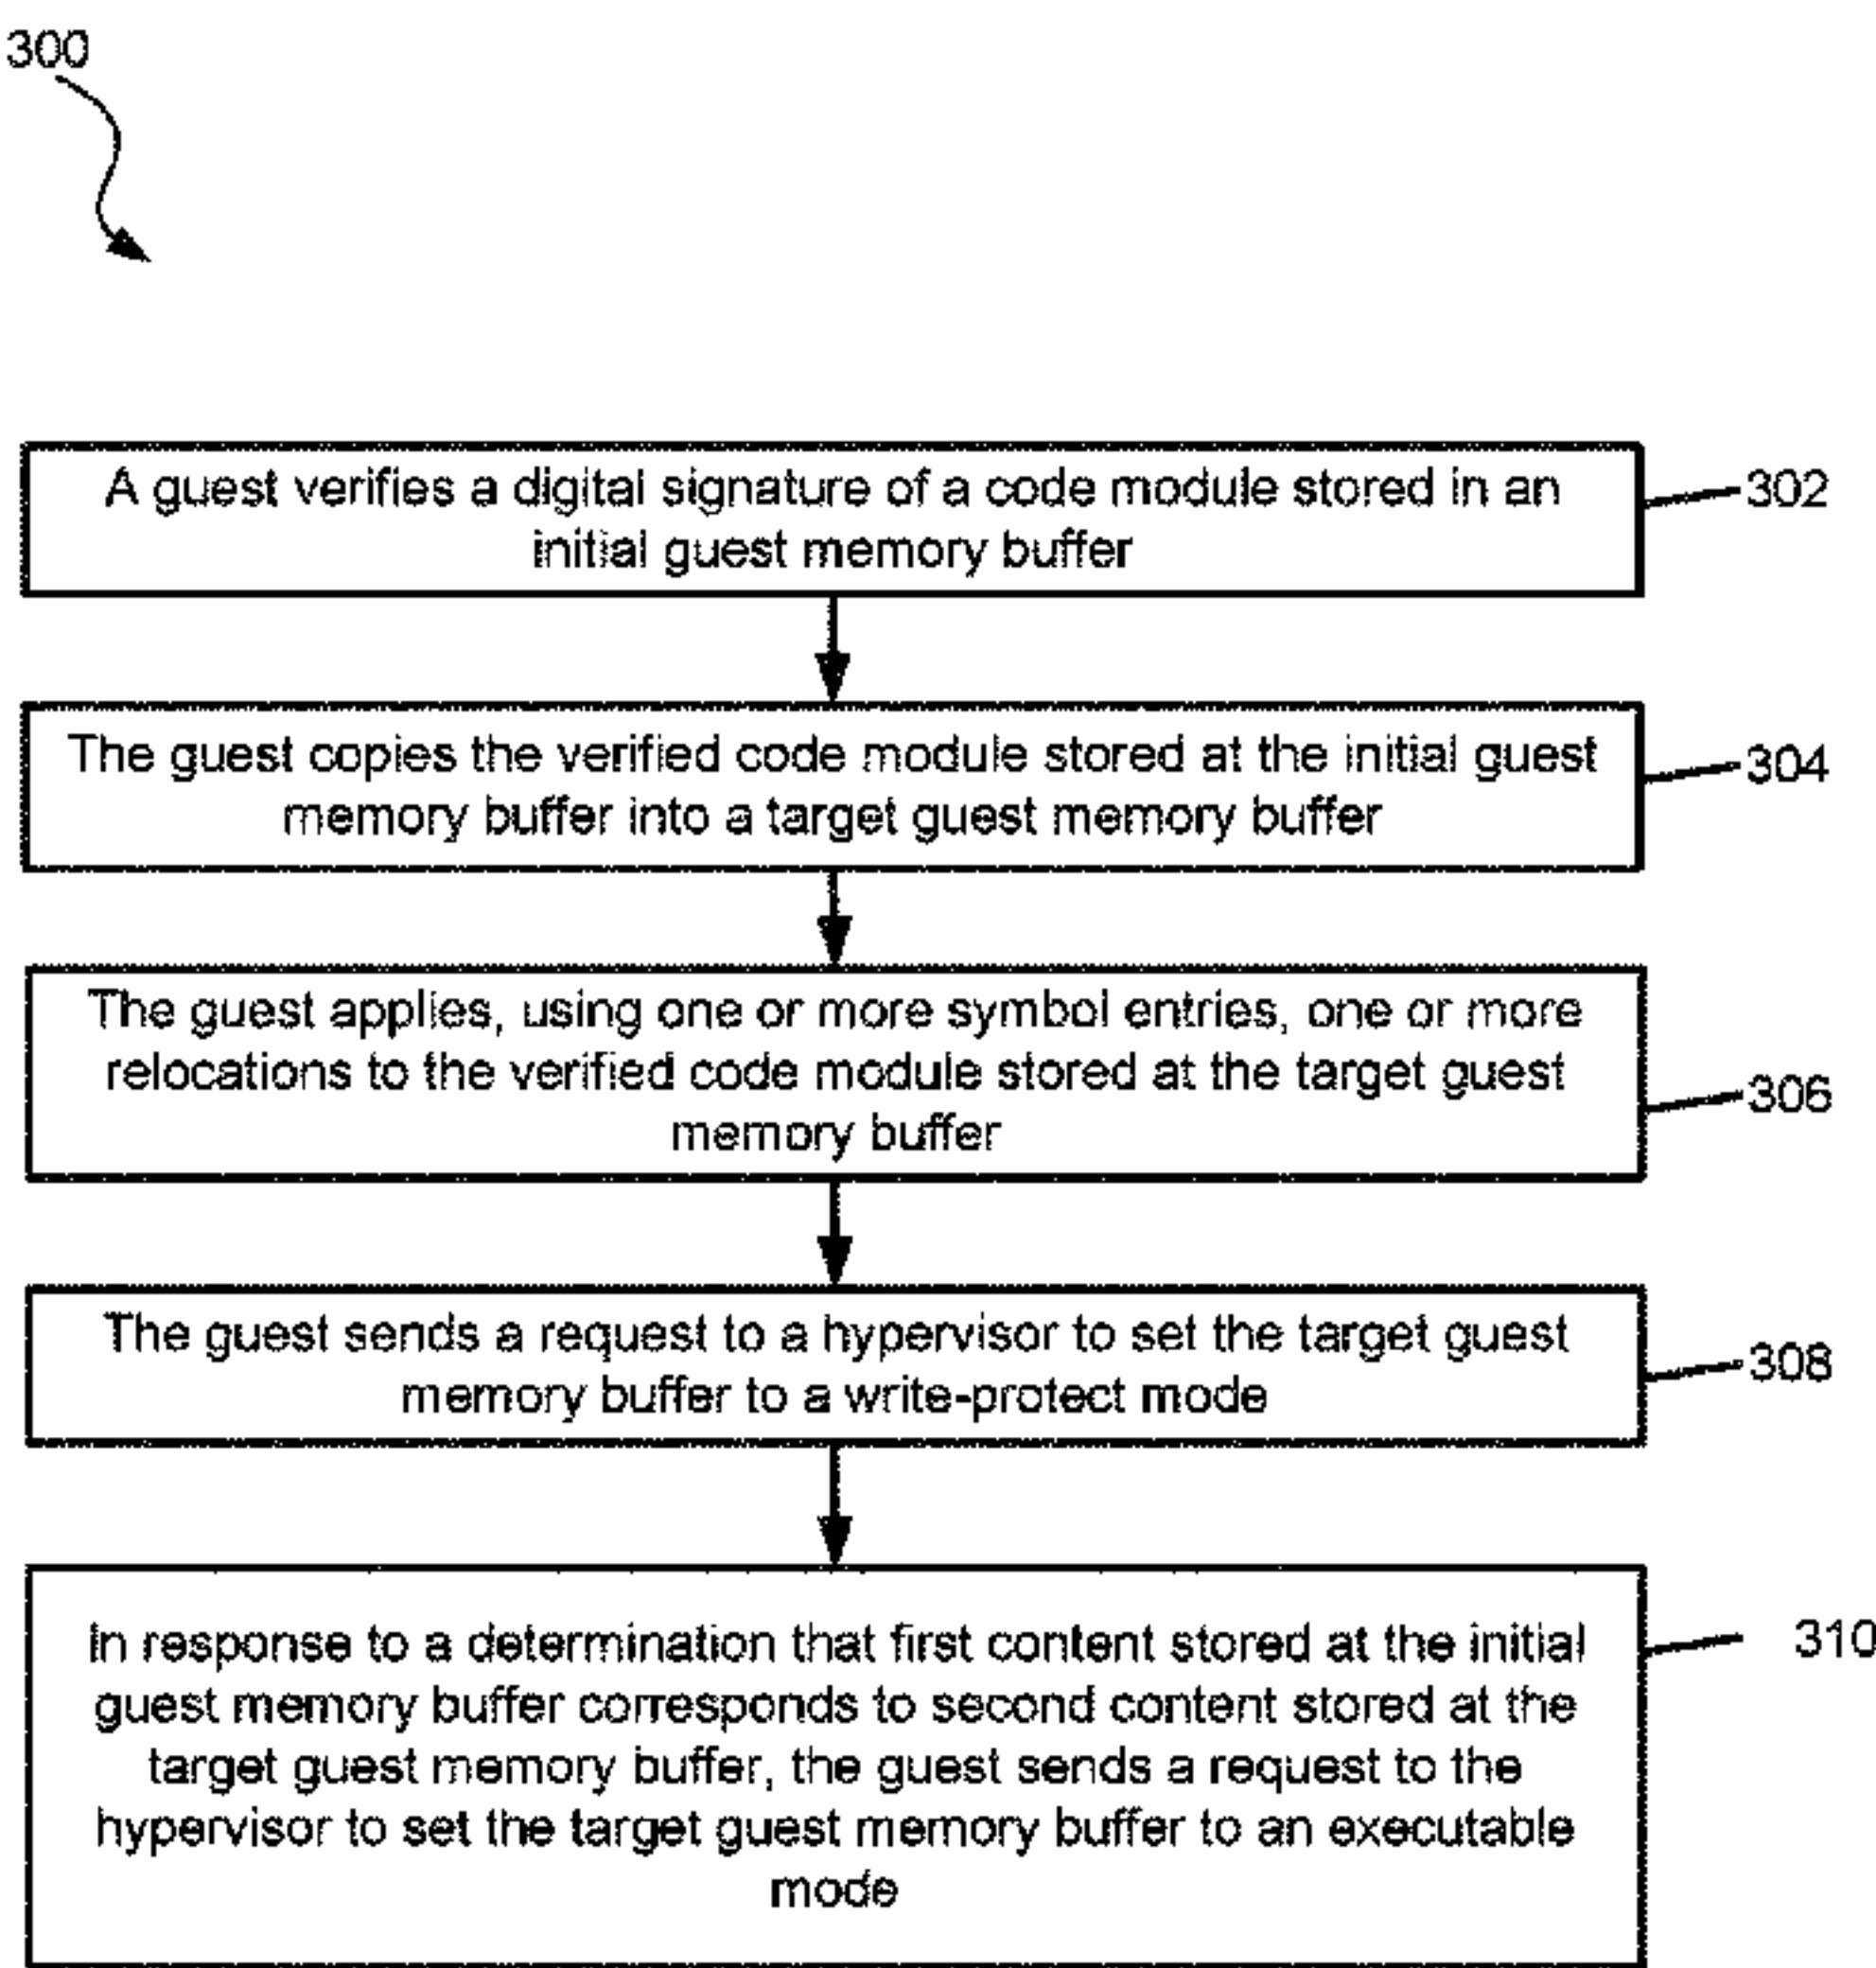 300
A guest verifies a digital signature of a code module stored in an
initial guest memory buffer
302
The guest copies the verified code module stored at the initial guest
memory buffer into a target guest memory buffer
304
The guest applies, using one or more symbol entries, one or more
relocations to the verified code module stored at the target guest
memory buffer
306
The guest sends a request to a hypervisor to set the target guest
memory buffer to a write-protect mode
308
In response to a determination that first content stored at the initial
guest memory buffer corresponds to second content stored at the
target guest memory buffer, the guest sends a request to the
hypervisor to set the target guest memory buffer to an executable
mode
310